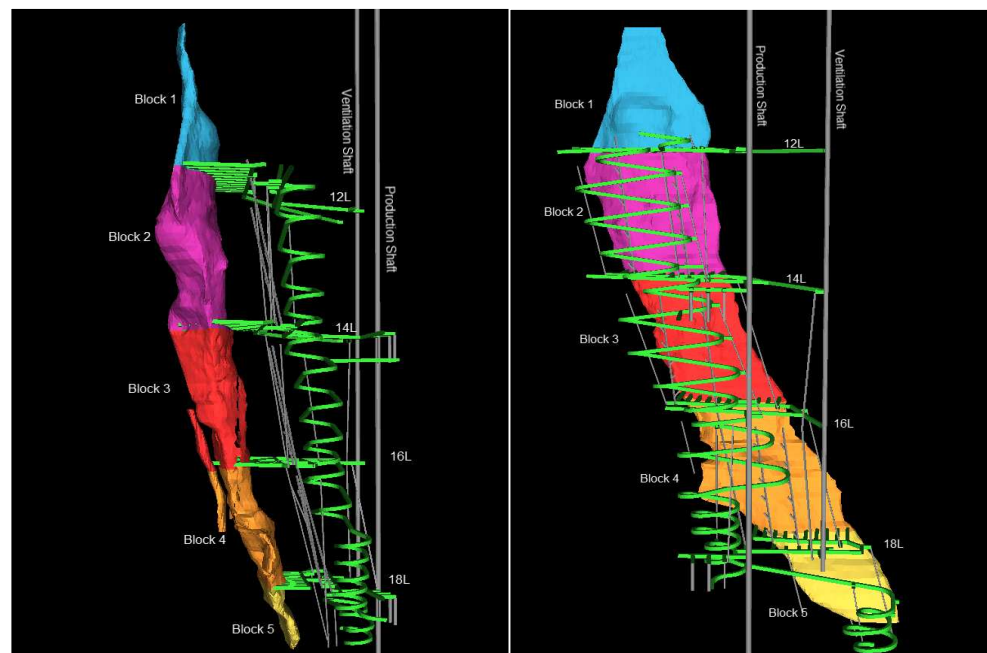 Block 1
Ventilation Shaft
Block 2
12L
Production Shaft
14L
Block 3
16L
Block 4
18L
Block 5
Production Shaft
Ventilation Shaft
Block 1
12L
Block 2
14L
Block 3
16L
Block 4
18L
Block 5